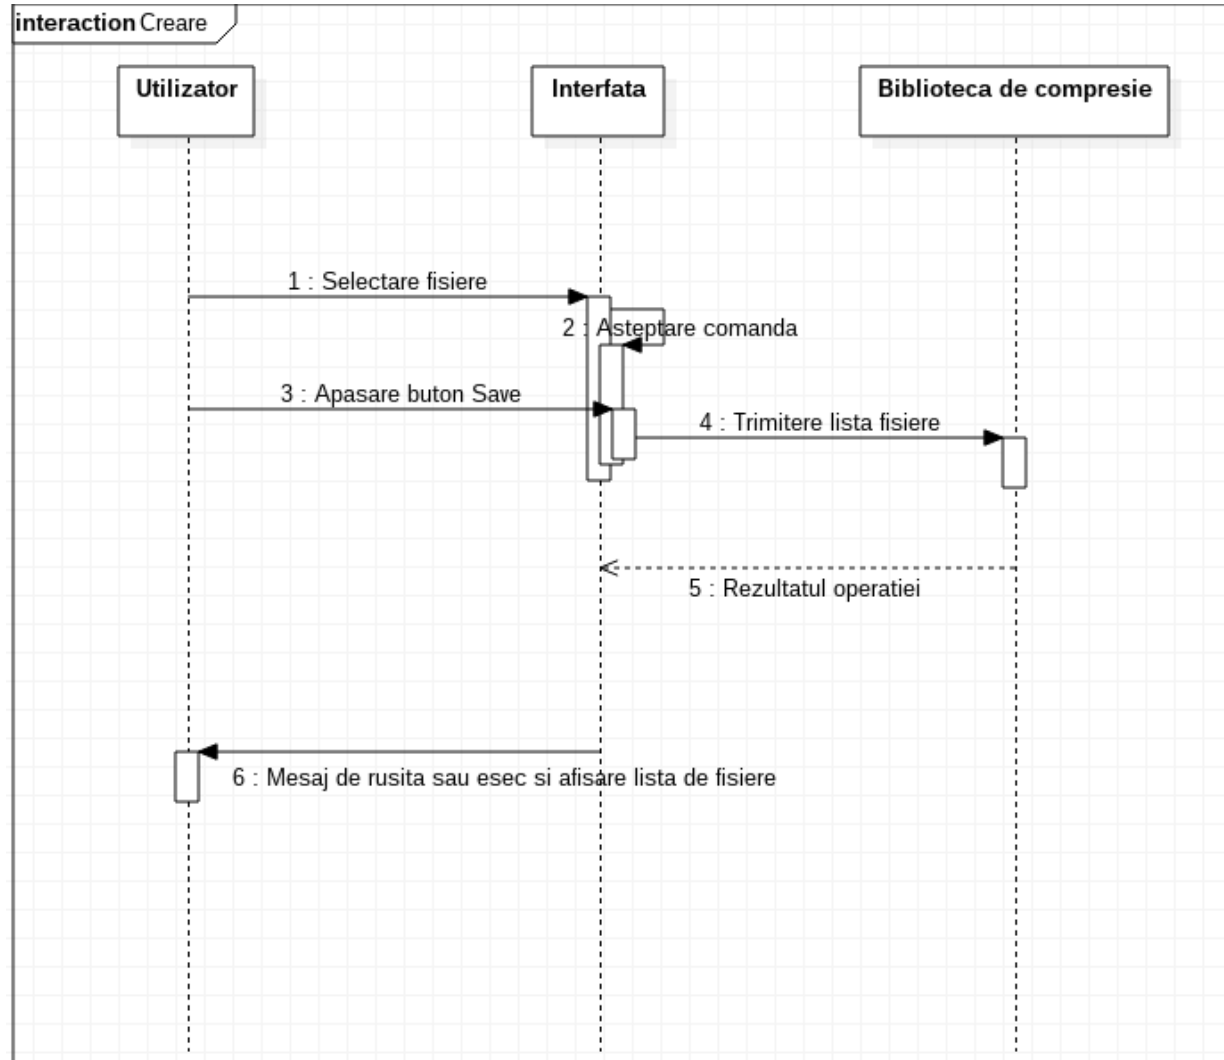 interaction Creare
Utilizator
Interfata
Biblioteca de compresie
1 : Selectare fisiere
2 : Asteptare comanda
3 : Apasare buton Save
4 : Trimitere lista fisiere
5 : Rezultatul operatiei
6 : Mesaj de rusita sau esec si afisare lista de fisiere